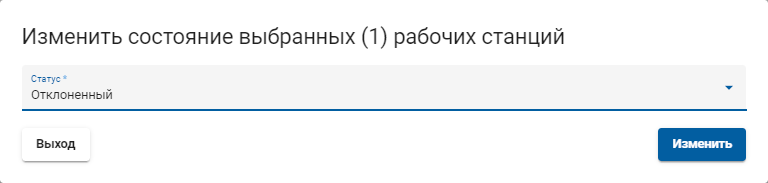 Изменить состояние выбранных (1) рабочих станций
Статус *
Отклоненный
Выход
Изменить